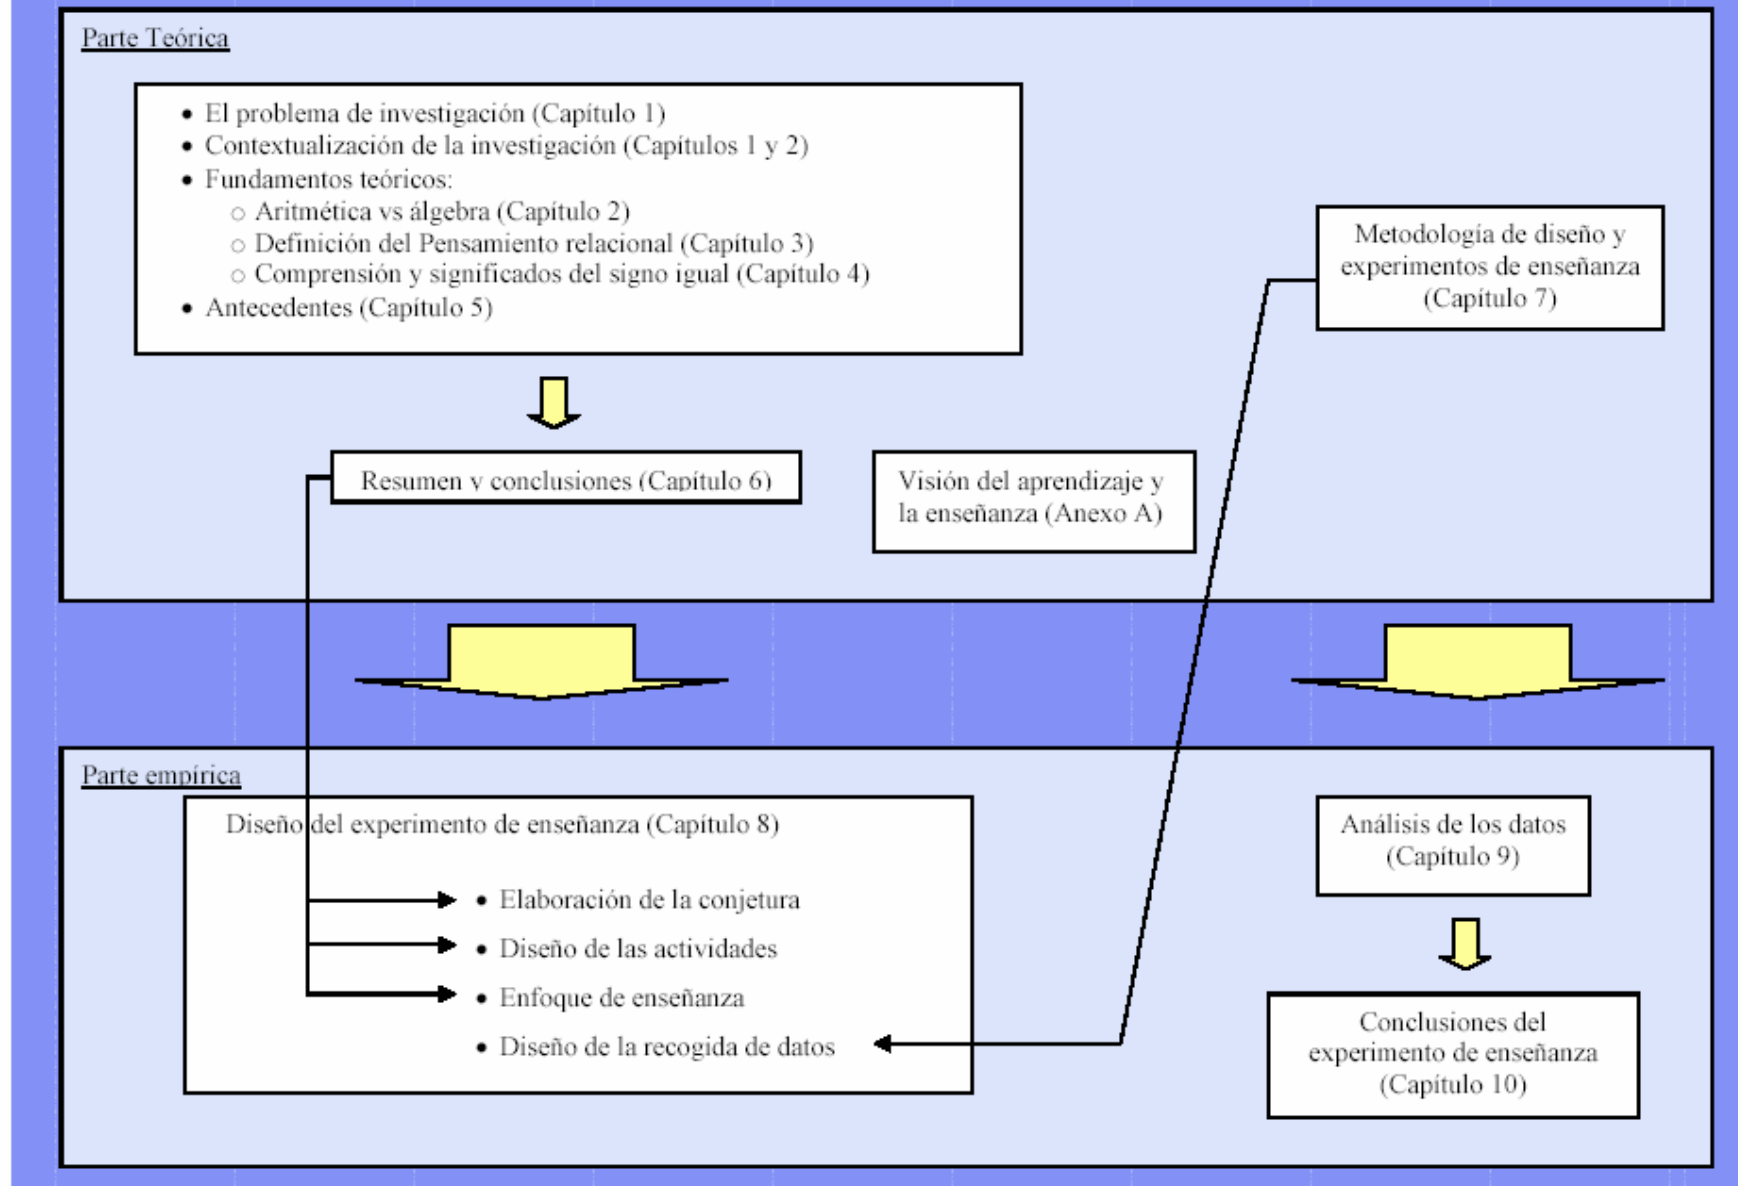 Parte Teórica
• El problema de investigación (Capítulo 1)
• Contextualización de la investigación (Capítulos 1 y 2)
• Fundamentos teóricos:
○ Aritmética vs álgebra (Capítulo 2)
○ Definición del Pensamiento relacional (Capítulo 3)
○ Comprensión y significados del signo igual (Capítulo 4)
• Antecedentes (Capítulo 5)
Metodología de diseño y
experimentos de enseñanza
(Capítulo 7)
Resumen y conclusiones (Capítulo 6)
Visión del aprendizaje y
la enseñanza (Anexo A)
Parte empírica
Diseño del experimento de enseñanza (Capítulo 8)
• Elaboración de la conjetura
• Diseño de las actividades
• Enfoque de enseñanza
• Diseño de la recogida de datos
Análisis de los datos
(Capítulo 9)
Conclusiones del
experimento de enseñanza
(Capítulo 10)